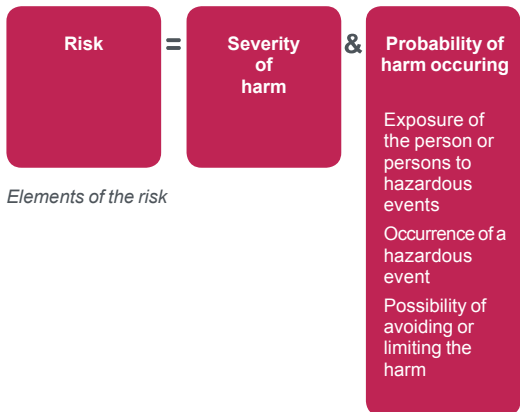 Risk
=
Severity
of
harm
&
Probability of
harm occuring
Exposure of
the person or
persons to
hazardous
events
Occurrence of a
hazardous
event
Possibility of
avoiding or
limiting the
harm
Elements of the risk